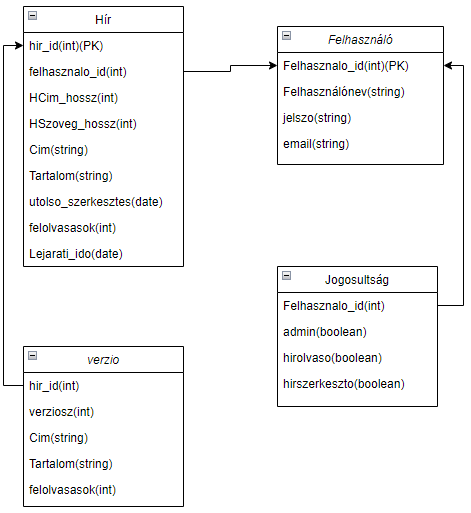 Hír
hir_id(int)(PK)
felhasznalo_id(int)
HCim_hossz(int)
HSzoveg_hossz(int)
Cim(string)
Tartalom(string)
utolso_szerkesztes(date)
felolvasasok(int)
Lejarati_ido(date)
Felhasználó
Felhasznalo_id(int)(PK)
Felhasználónev(string)
jelszo(string)
email(string)
Jogosultság
Felhasznalo_id(int)
admin(boolean)
hirolvaso(boolean)
hirszerkeszto(boolean)
verzio
hir_id(int)
verziosz(int)
Cim(string)
Tartalom(string)
felolvasasok(int)